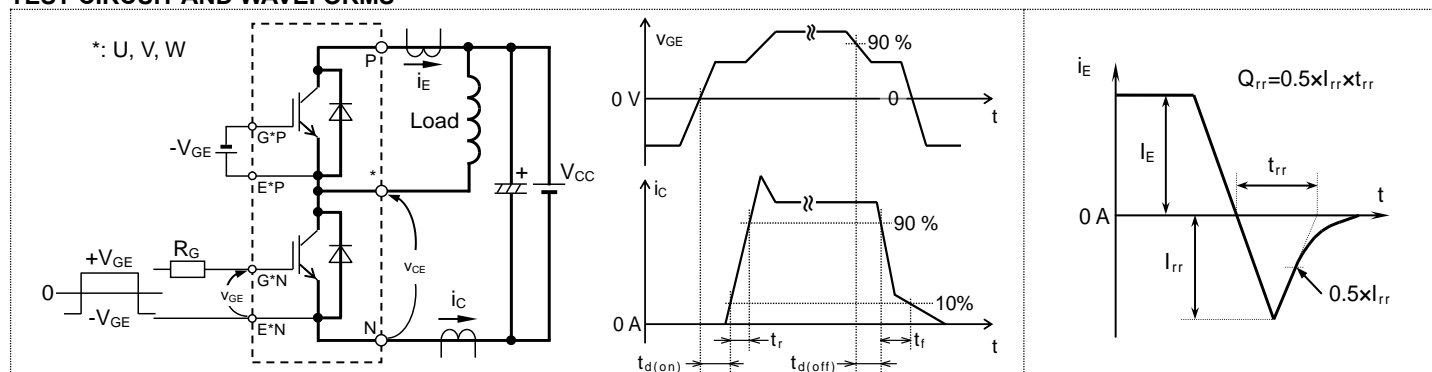 TEST CIRCUIT AND WAVEFORMS
*: U, V, W
P
iE
Load
G*P
-VGE
E*P
*
+
VCC
+VGE
RG
G*N
vGE
vCE
0
-VGE
E*N
N
iC
vGE
90 %
0 V
0
t
iC
90 %
10%
0 A
tr
tf
t
td(on)
td(off)
iE
Qrr=0.5×Irr×trr
IE
trr
t
0 A
Irr
0.5×Irr